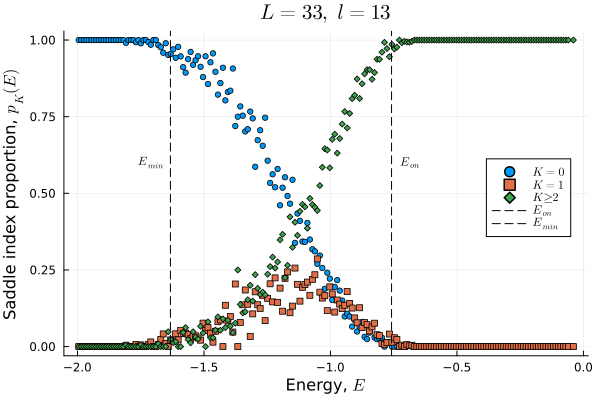 L = 33, l = 13
Saddle index proportion, p_K(E)
1.00
0.75
0.50
0.25
0.00
E_min
E_on
K = 0
K = 1
K ≥ 2
E_on
E_min
−2.0 −1.5 −1.0 −0.5 0.0
Energy, E